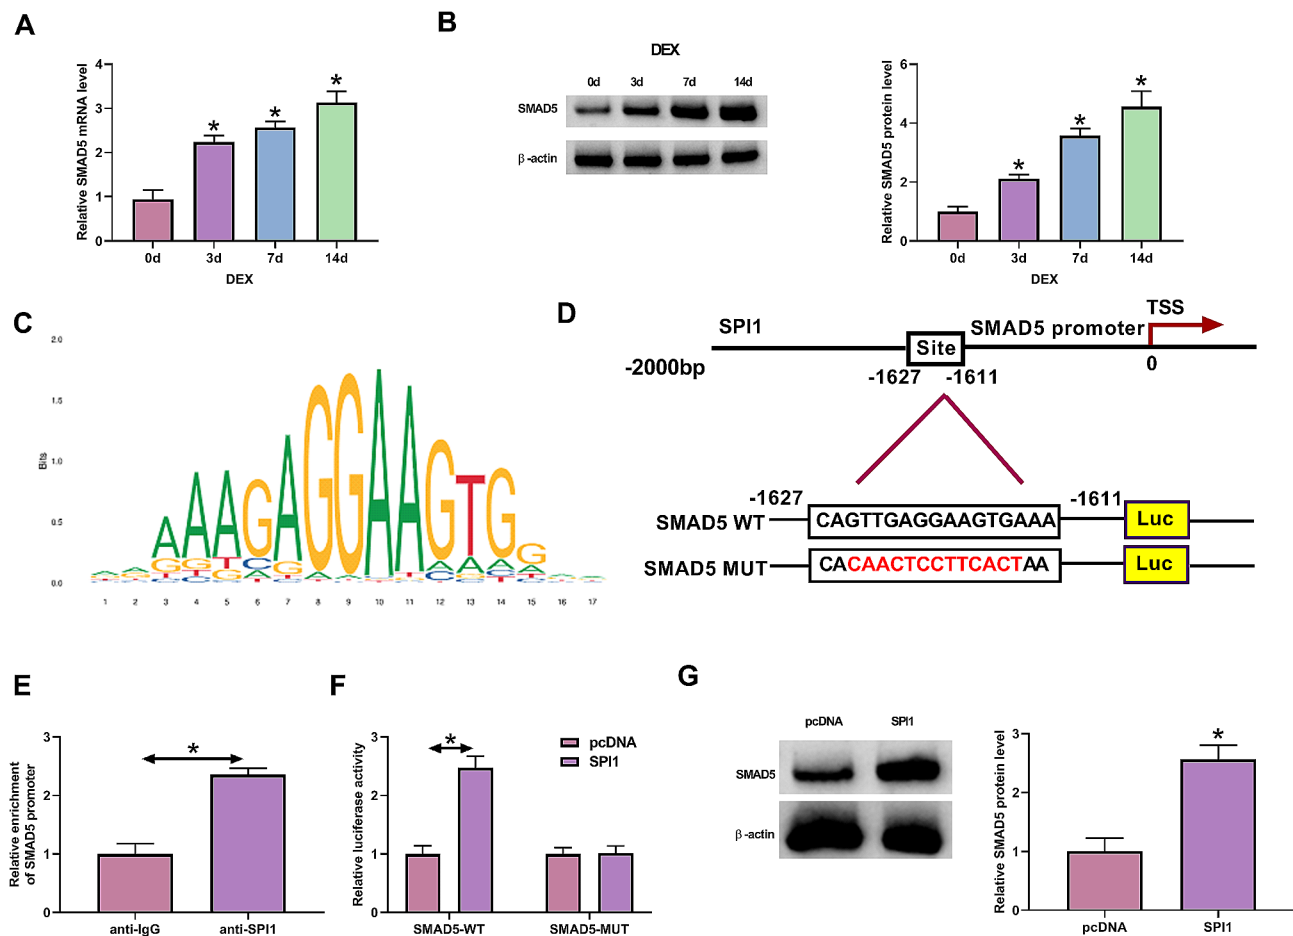 A
Relative SMAD5 mRNA level
4
3
2
1
0
*
*
*
0d
3d
7d
14d
DEX
B
DEX
0d
3d
7d
14d
SMAD5
β-actin
Relative SMAD5 protein level
6
4
2
0
*
*
*
0d
3d
7d
14d
DEX
C
Bits
2.0
1.5
1.0
0.5
0.0
AAGAGGAAGTGG
1 2 3 4 5 6 7 8 9 10 11 12 13 14 15 16 17
D
SPI1
SMAD5 promoter
TSS
Site
-2000bp
-1627
-1611
0
-1627
-1611
SMAD5 WT
CAGTTGAGGAAGTGAAA
Luc
SMAD5 MUT
CACAACTCCTTCACTAA
Luc
E
Relative enrichment
of SMAD5 promoter
3
2
1
0
*
anti-IgG
anti-SPI1
F
Relative luciferase activity
3
2
1
0
*
pcDNA
SPI1
SMAD5-WT
SMAD5-MUT
G
pcDNA
SPI1
SMAD5
β-actin
Relative SMAD5 protein level
3
2
1
0
*
pcDNA
SPI1